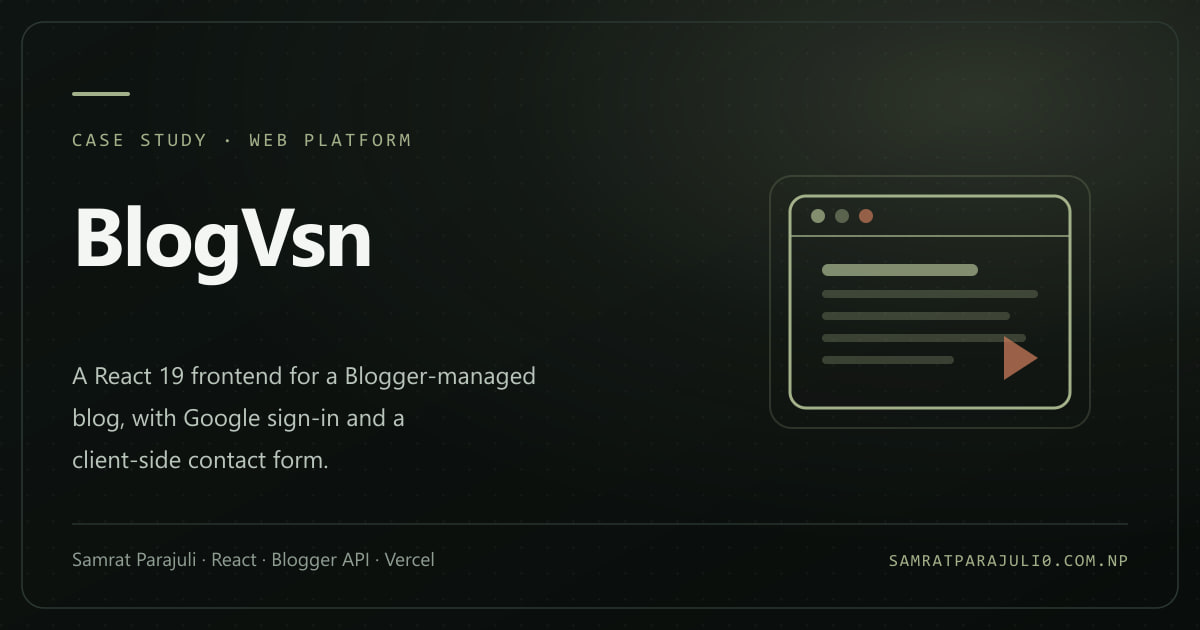 CASE STUDY · WEB PLATFORM
BlogVsn
A React 19 frontend for a Blogger-managed
blog, with Google sign-in and a
client-side contact form.
Samrat Parajuli · React · Blogger API · Vercel
SAMRATPARAJULI0.COM.NP